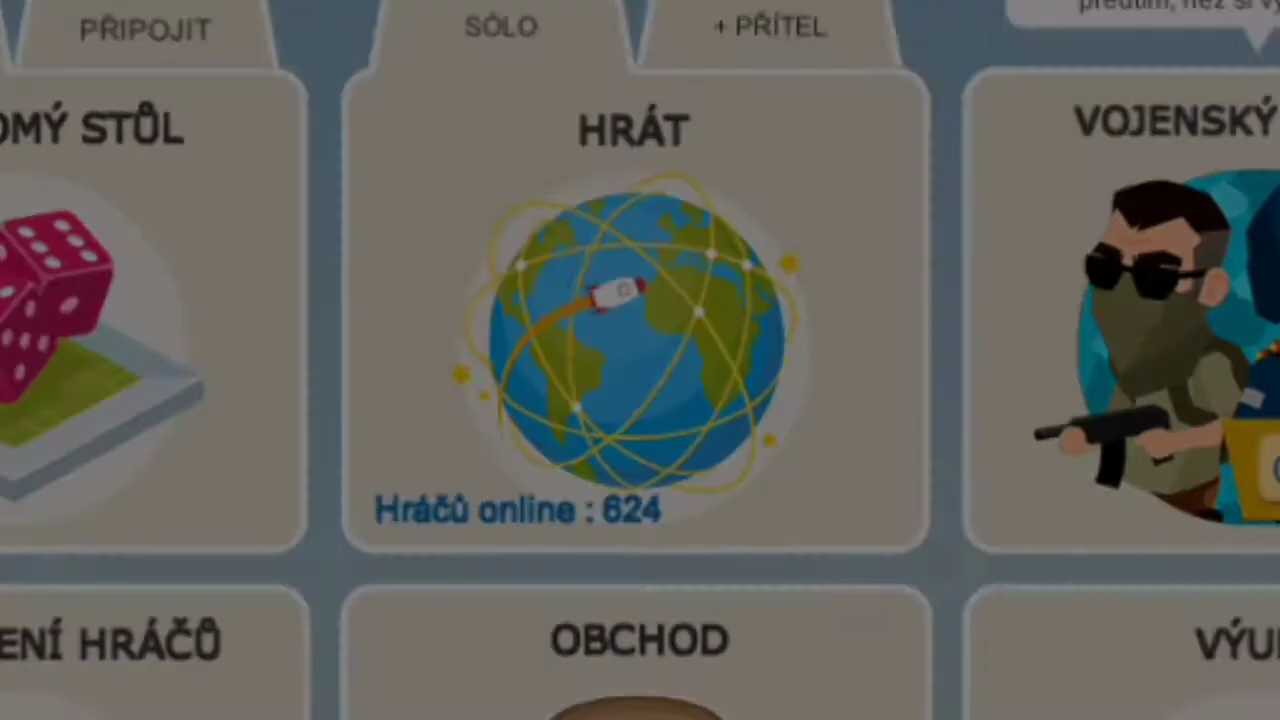 PŘIPOJIT
SÓLO
+ PŘÍTEL
OMÝ STŮL
HRÁT
VOJENSKÝ
Hráčů online : 624
ENÍ HRÁČŮ
OBCHOD
VÝU